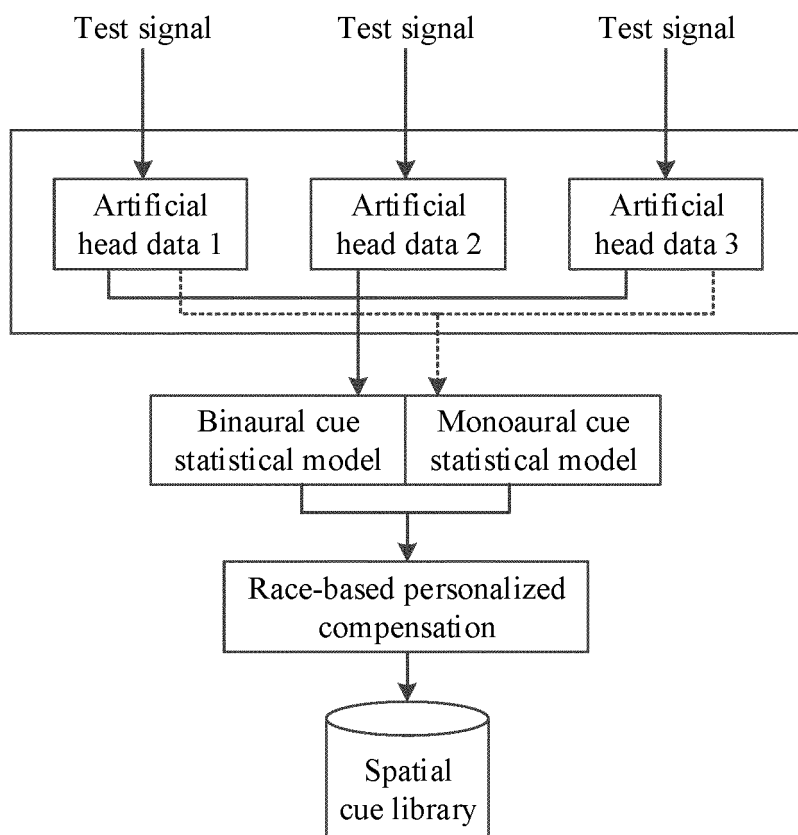 Test signal
Test signal
Test signal
Artificial
head data 1
Artificial
head data 2
Artificial
head data 3
Binaural cue
statistical model
Monoaural cue
statistical model
Race-based personalized
compensation
Spatial
cue library